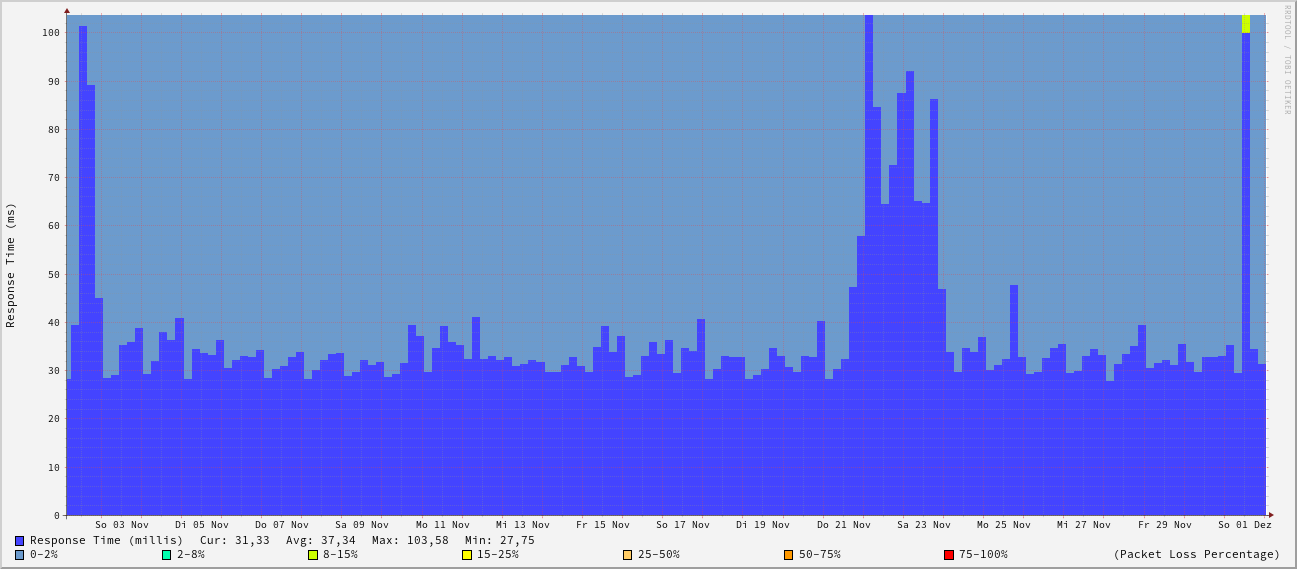 RRDTOOL / TOBI OETIKER
Response Time (ms)
100
90
80
70
60
50
40
30
20
10
0
So 03 Nov Di 05 Nov Do 07 Nov Sa 09 Nov Mo 11 Nov Mi 13 Nov Fr 15 Nov So 17 Nov Di 19 Nov Do 21 Nov Sa 23 Nov Mo 25 Nov Mi 27 Nov Fr 29 Nov So 01 Dez
Response Time (millis) Cur: 31,33 Avg: 37,34 Max: 103,58 Min: 27,75
0-2% 2-8% 8-15% 15-25% 25-50% 50-75% 75-100% (Packet Loss Percentage)